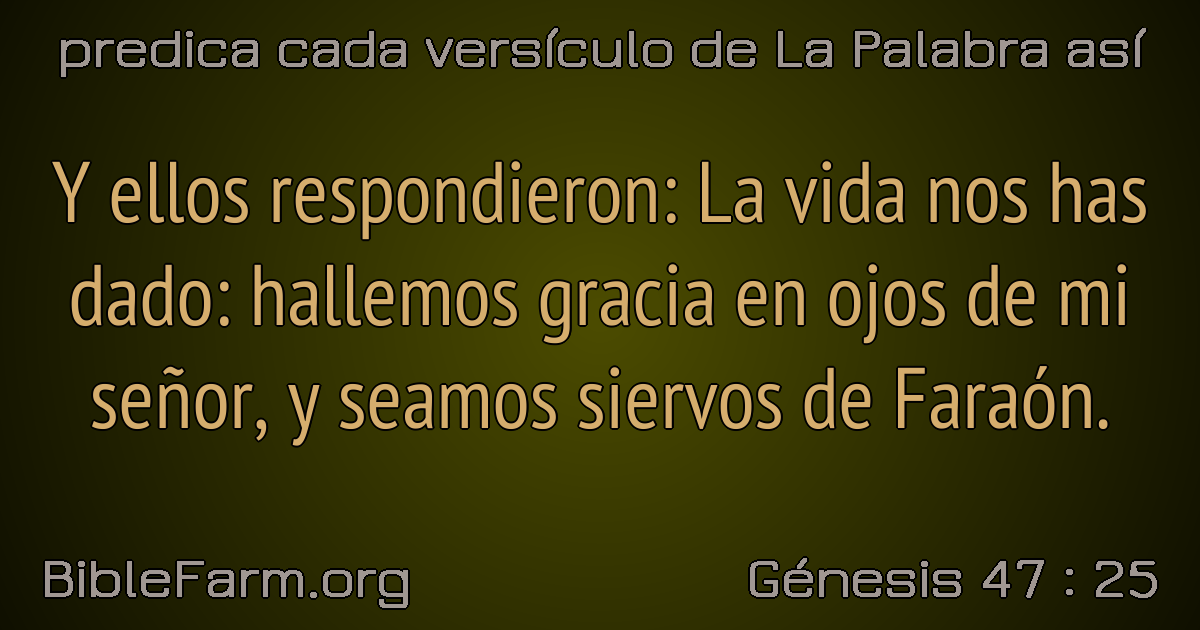 predica cada versículo de La Palabra así
Y ellos respondieron: La vida nos has
dado: hallemos gracia en ojos de mi
señor, y seamos siervos de Faraón.
BibleFarm.org
Génesis 47 : 25